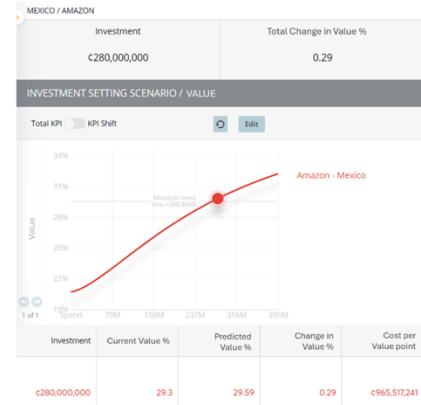 MEXICO / AMAZON
Investment
Total Change in Value %
¢280,000,000
0.29
INVESTMENT SETTING SCENARIO / VALUE
Total KPI
KPI Shift
Edit
34%
31%
28%
25%
22%
19%
Value
Maintain level
(inv.=268.86M)
Amazon - Mexico
Spend
79M
158M
237M
316M
395M
1 of 1
Investment
Current Value %
Predicted
Value %
Change in
Value %
Cost per
Value point
¢280,000,000
29.3
29.59
0.29
¢965,517,241